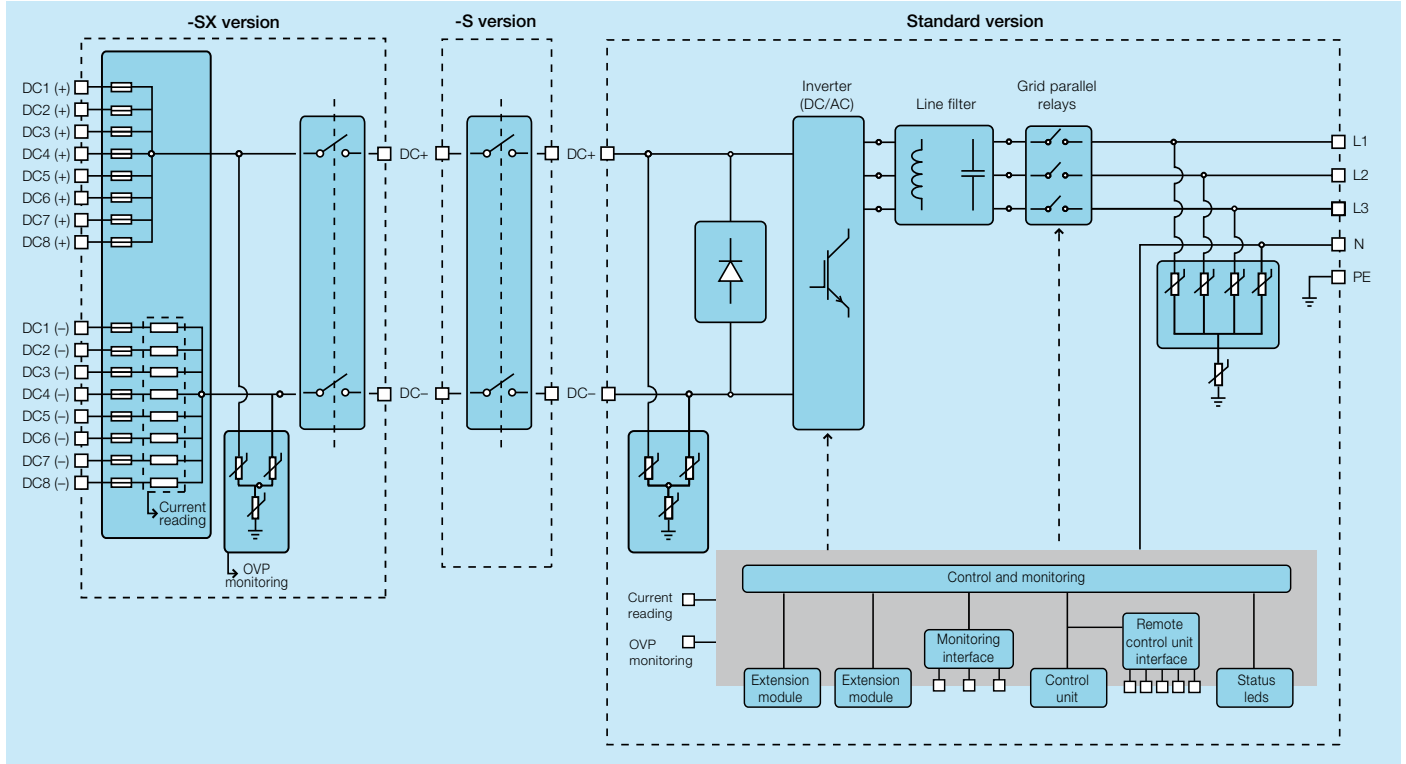 -SX version
-S version
Standard version
DC1 (+)
DC2 (+)
DC3 (+)
DC4 (+)
DC5 (+)
DC6 (+)
DC7 (+)
DC8 (+)
DC1 (–)
DC2 (–)
DC3 (–)
DC4 (–)
DC5 (–)
DC6 (–)
DC7 (–)
DC8 (–)
Current
reading
OVP
monitoring
DC+
DC–
DC+
DC–
Inverter
(DC/AC)
Line filter
Grid parallel
relays
L1
L2
L3
N
PE
Current
reading
OVP
monitoring
Control and monitoring
Extension
module
Extension
module
Monitoring
interface
Control
unit
Remote
control unit
interface
Status
leds